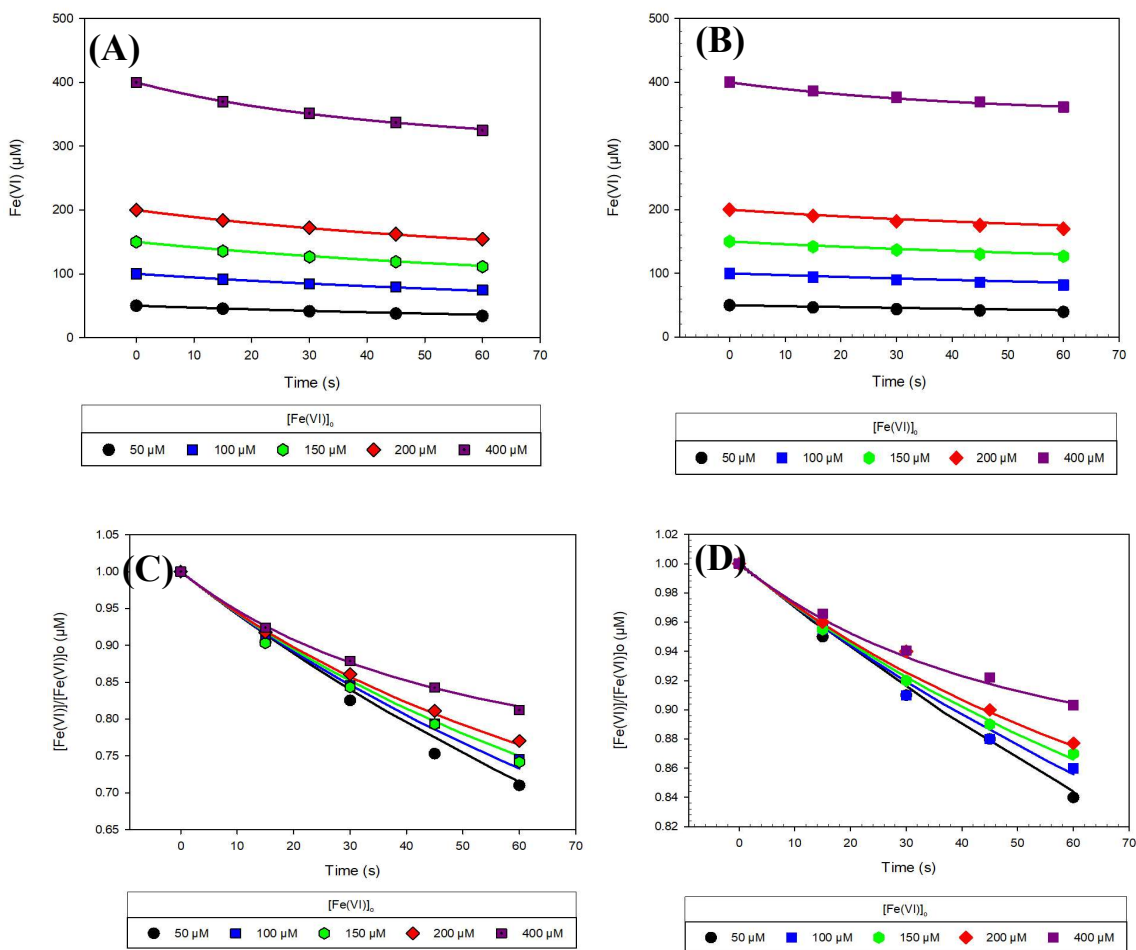 (A)
500
400
300
200
100
0
Fe(VI) (µM)
0 10 20 30 40 50 60 70
Time (s)
[Fe(VI)]₀
50 µM 100 µM 150 µM 200 µM 400 µM
(B)
500
400
300
200
100
0
Fe(VI) (µM)
0 10 20 30 40 50 60 70
Time (s)
[Fe(VI)]₀
50 µM 100 µM 150 µM 200 µM 400 µM
(C)
1.05
1.00
0.95
0.90
0.85
0.80
0.75
0.70
0.65
[Fe(VI)]/[Fe(VI)]o (µM)
0 10 20 30 40 50 60 70
Time (s)
[Fe(VI)]₀
50 µM 100 µM 150 µM 200 µM 400 µM
(D)
1.02
1.00
0.98
0.96
0.94
0.92
0.90
0.88
0.86
0.84
0.82
[Fe(VI)]/[Fe(VI)]o (µM)
0 10 20 30 40 50 60 70
Time (s)
[Fe(VI)]₀
50 µM 100 µM 150 µM 200 µM 400 µM